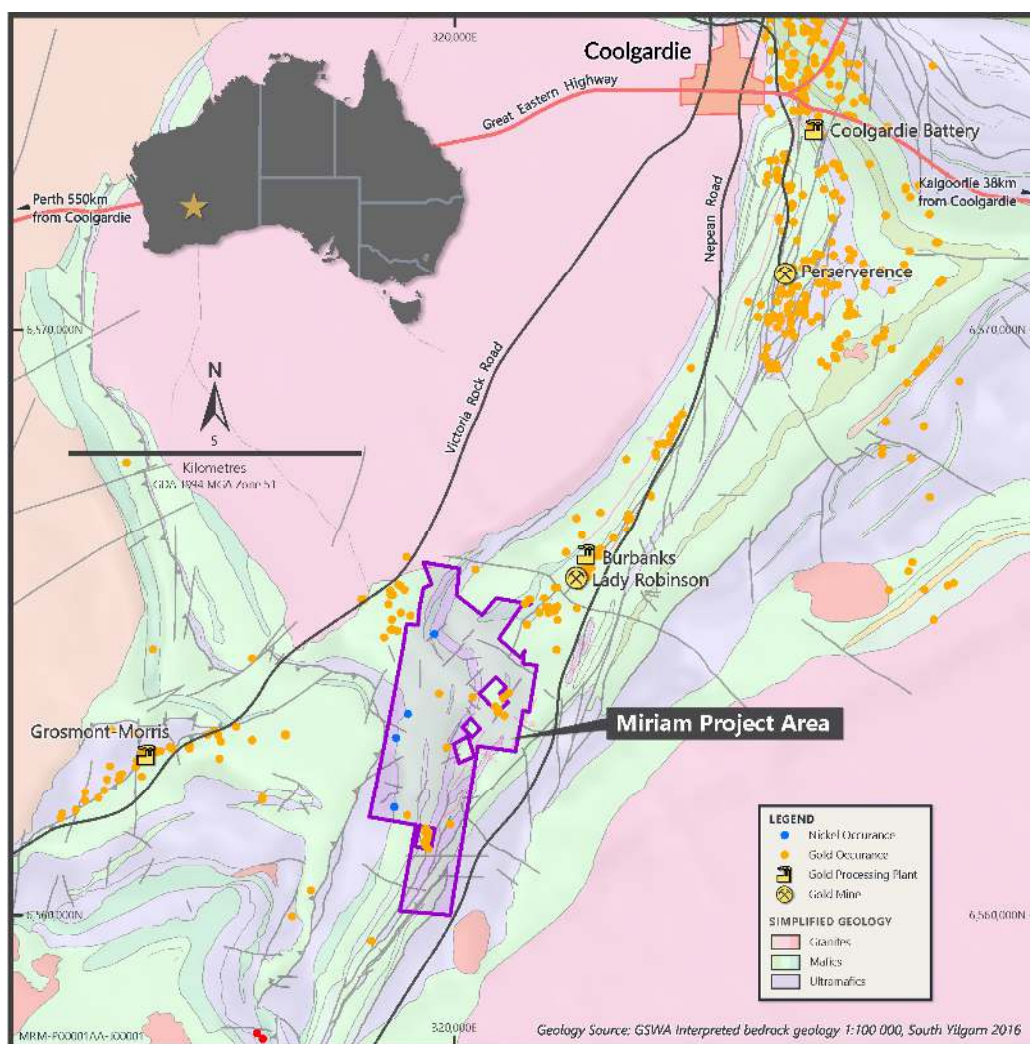 320,000E
Coolgardie
Great Eastern Highway
Coolgardie Battery
Perth 550km
from Coolgardie
Kalgoorlie 38km
from Coolgardie
Nepean Road
Perserverence
6,570,000N
6,570,000N
N
Victoria Rock Road
5
Kilometres
GDA 1994 MGA Zone 51
Burbanks
Lady Robinson
Grosmont-Morris
Miriam Project Area
LEGEND
Nickel Occurance
Gold Occurance
Gold Processing Plant
Gold Mine
SIMPLIFIED GEOLOGY
Granites
Mafics
Ultramafics
6,560,000N
6,560,000N
320,000E
Geology Source: GSWA Interpreted bedrock geology 1:100 000, South Yilgarn 2016